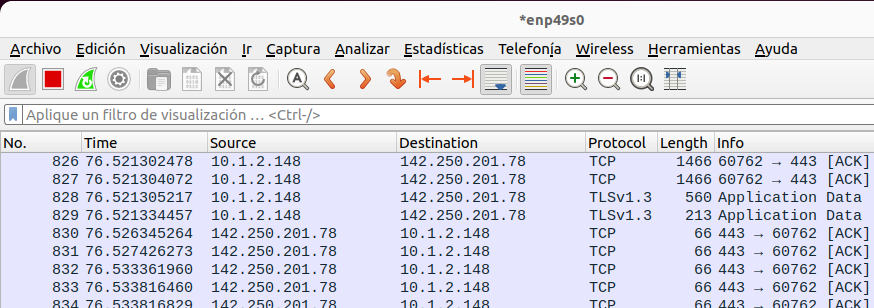 *enp49s0
Archivo Edición Visualización Ir Captura Analizar Estadísticas Telefonía Wireless Herramientas Ayuda
Aplique un filtro de visualización … <Ctrl-/>
No. Time Source Destination Protocol Length Info
826 76.521302478 10.1.2.148 142.250.201.78 TCP 1466 60762 → 443 [ACK]
827 76.521304072 10.1.2.148 142.250.201.78 TCP 1466 60762 → 443 [ACK]
828 76.521305217 10.1.2.148 142.250.201.78 TLSv1.3 560 Application Data
829 76.521334457 10.1.2.148 142.250.201.78 TLSv1.3 213 Application Data
830 76.526345264 142.250.201.78 10.1.2.148 TCP 66 443 → 60762 [ACK]
831 76.527426273 142.250.201.78 10.1.2.148 TCP 66 443 → 60762 [ACK]
832 76.533361960 142.250.201.78 10.1.2.148 TCP 66 443 → 60762 [ACK]
833 76.533816460 142.250.201.78 10.1.2.148 TCP 66 443 → 60762 [ACK]
834 76.533816829 142.250.201.78 10.1.2.148 TCP 66 443 → 60762 [ACK]